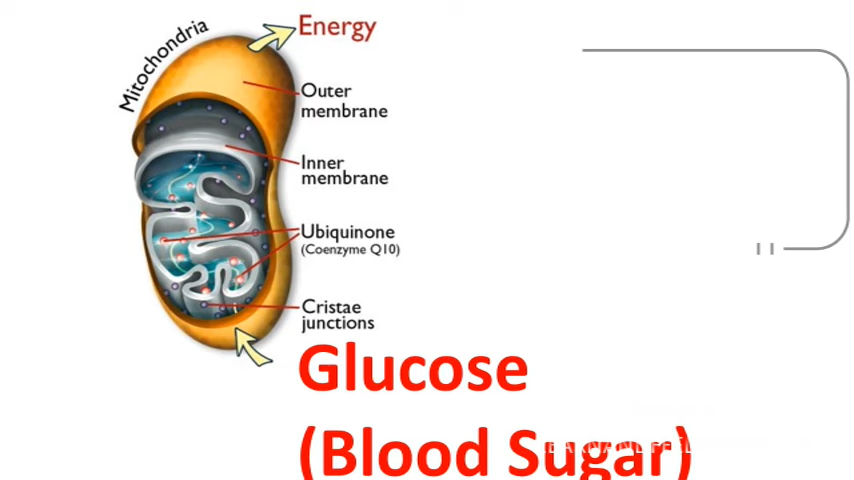 Mitochondria
Energy
Outer
membrane
Inner
membrane
Ubiquinone
(Coenzyme Q10)
Cristae
junctions
Glucose
(Blood Sugar)